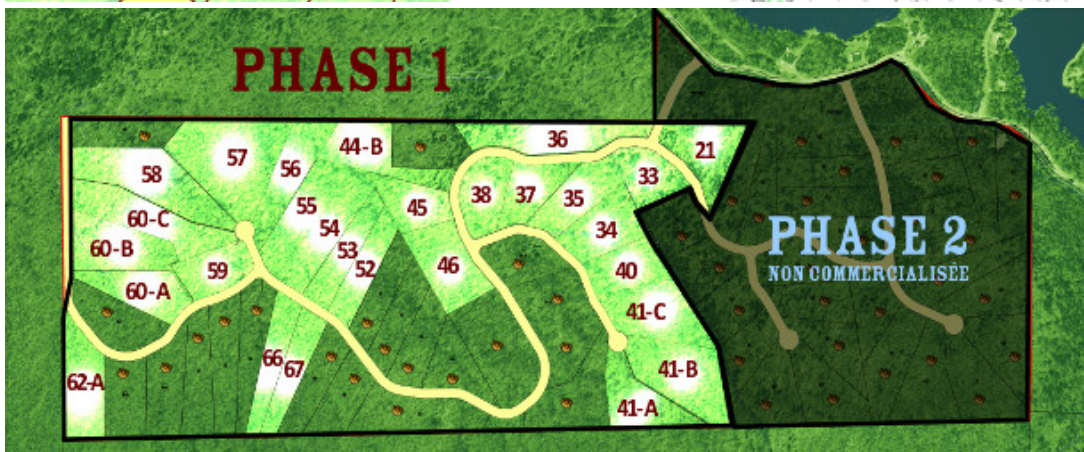 PHASE 1
36
44-B
21
57
56
58
33
45
38
37
35
55
60-C
54
34
60-B
53
59
52
46
40
60-A
41-C
PHASE 2
NON COMMERCIALISÉE
66
67
41-B
62-A
41-A